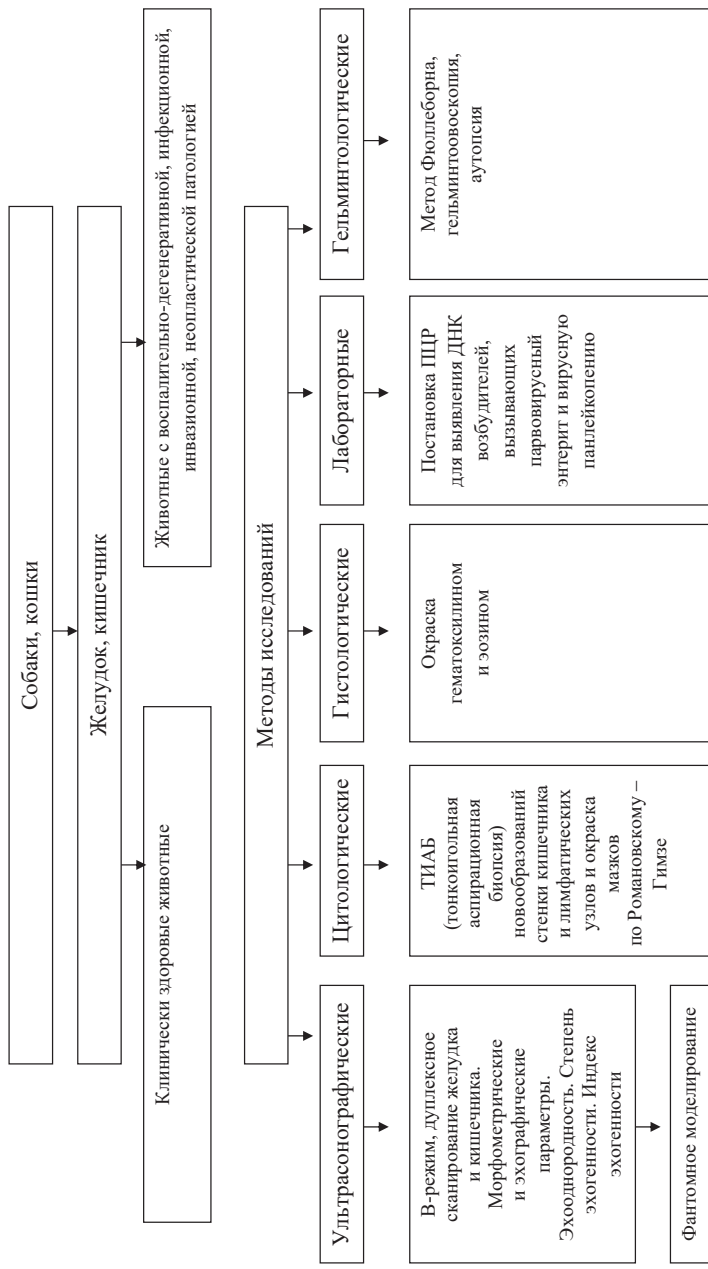 Собаки, кошки
Желудок, кишечник
Клинически здоровые животные
Животные с воспалительно-дегенеративной, инфекционной,
инвазионной, неопластической патологией
Методы исследований
Ультрасонографические
Цитологические
Гистологические
Лабораторные
Гельминтологические
В-режим, дуплексное
сканирование желудка
и кишечника.
Морфометрические
и эхографические
параметры.
Эхооднородность. Степень
эхогенности. Индекс
эхогенности
ТИАБ
(тонкоигольная
аспирационная
биопсия)
новообразований
стенки кишечника
и лимфатических
узлов и окраска
мазков
по Романовскому –
Гимзе
Окраска
гематоксилином
и эозином
Постановка ПЦР
для выявления ДНК
возбудителей,
вызывающих
парвовирусный
энтерит и вирусную
панлейкопению
Метод Фюллеборна,
гельминтоовоскопия,
аутопсия
Фантомное моделирование